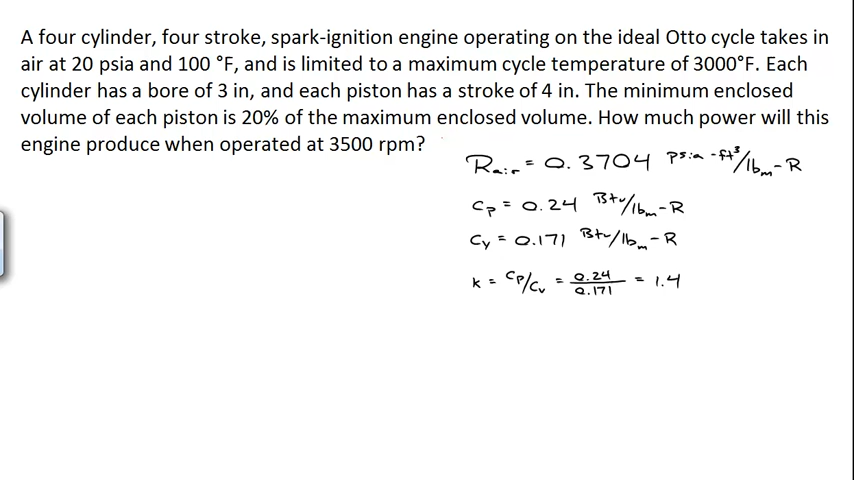 A four cylinder, four stroke, spark-ignition engine operating on the ideal Otto cycle takes in
air at 20 psia and 100 °F, and is limited to a maximum cycle temperature of 3000°F. Each
cylinder has a bore of 3 in, and each piston has a stroke of 4 in. The minimum enclosed
volume of each piston is 20% of the maximum enclosed volume. How much power will this
engine produce when operated at 3500 rpm?
Rair = 0.3704 psia-ft³/lbm-R
Cp = 0.24 Btu/lbm-R
Cv = 0.171 Btu/lbm-R
k = Cp/Cv = 0.24/0.171 = 1.4